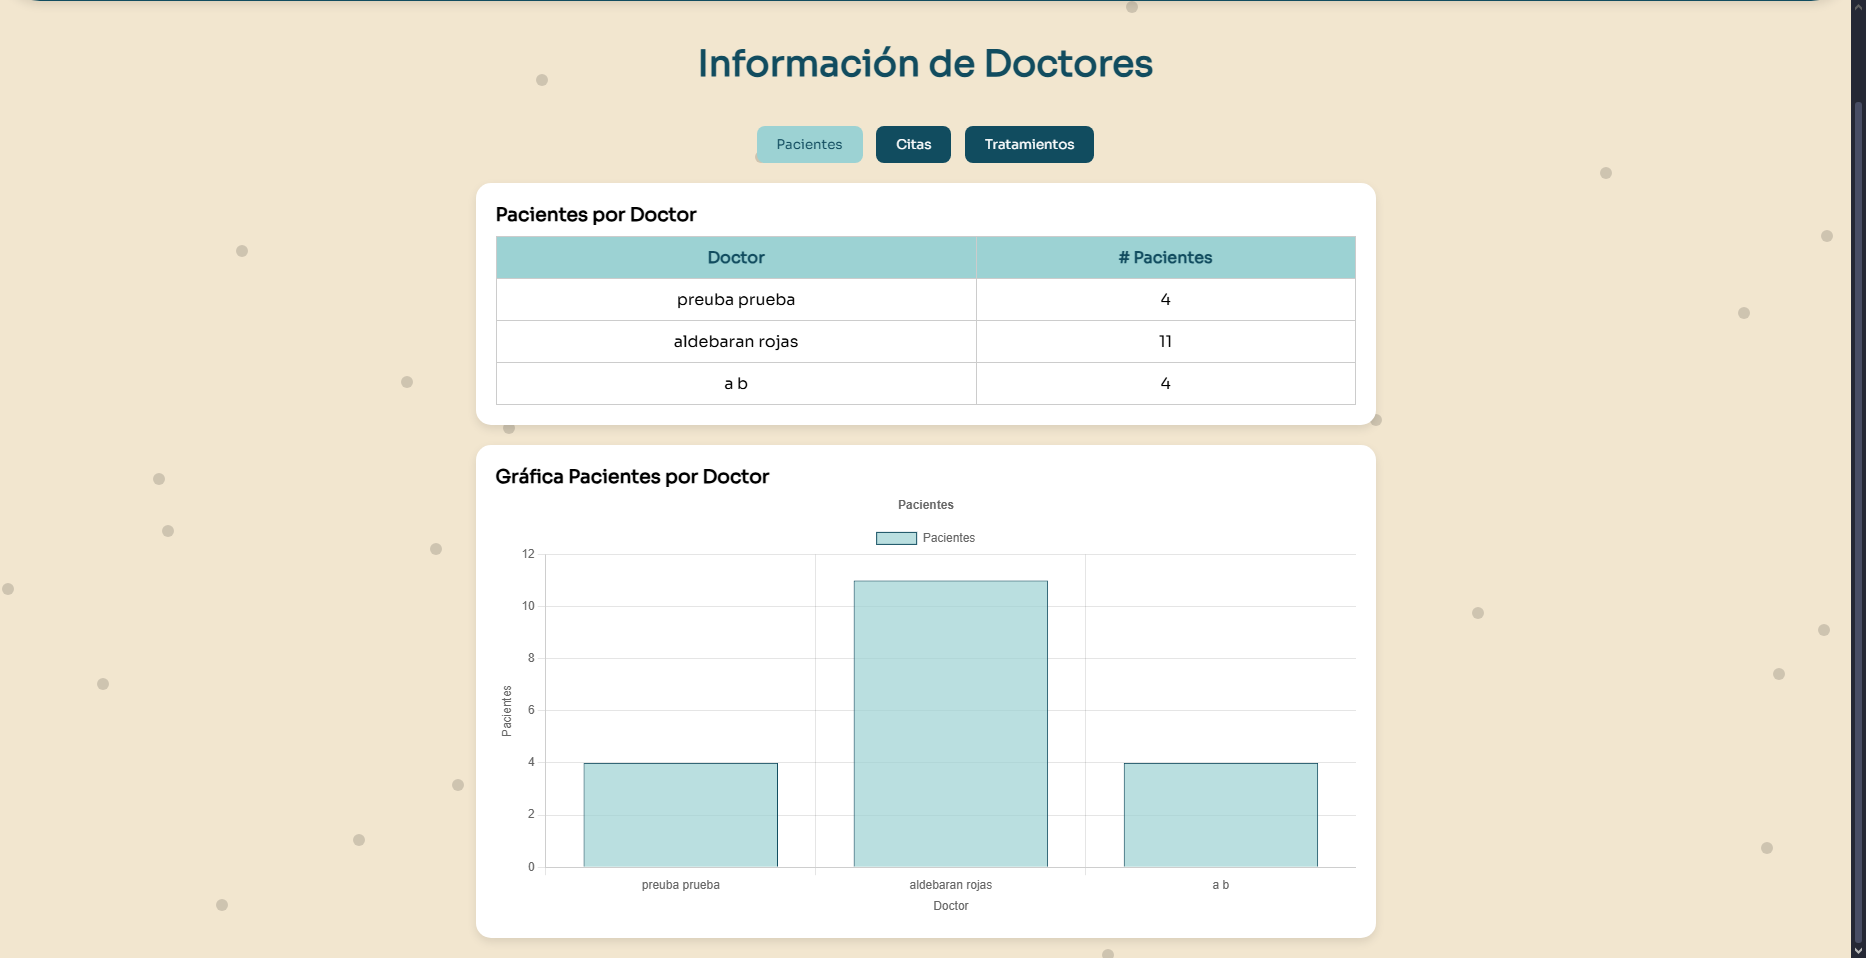 Información de Doctores
Pacientes Citas Tratamientos
Pacientes por Doctor
Doctor # Pacientes
preuba prueba 4
aldebaran rojas 11
a b 4
Gráfica Pacientes por Doctor
Pacientes
Pacientes
12
10
8
6
4
2
0
Pacientes
preuba prueba aldebaran rojas a b
Doctor